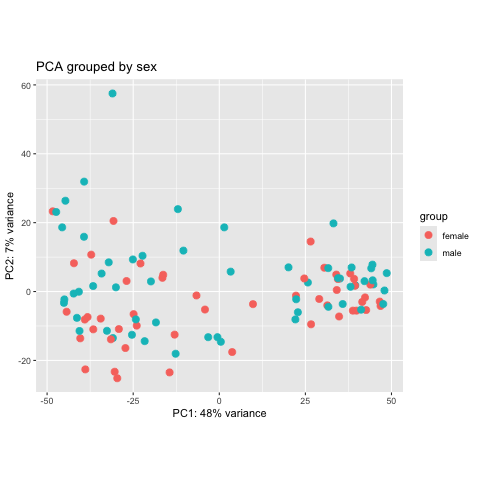 PCA grouped by sex
60
40
20
0
-20
-50
-25
0
25
50
PC1: 48% variance
PC2: 7% variance
group
female
male